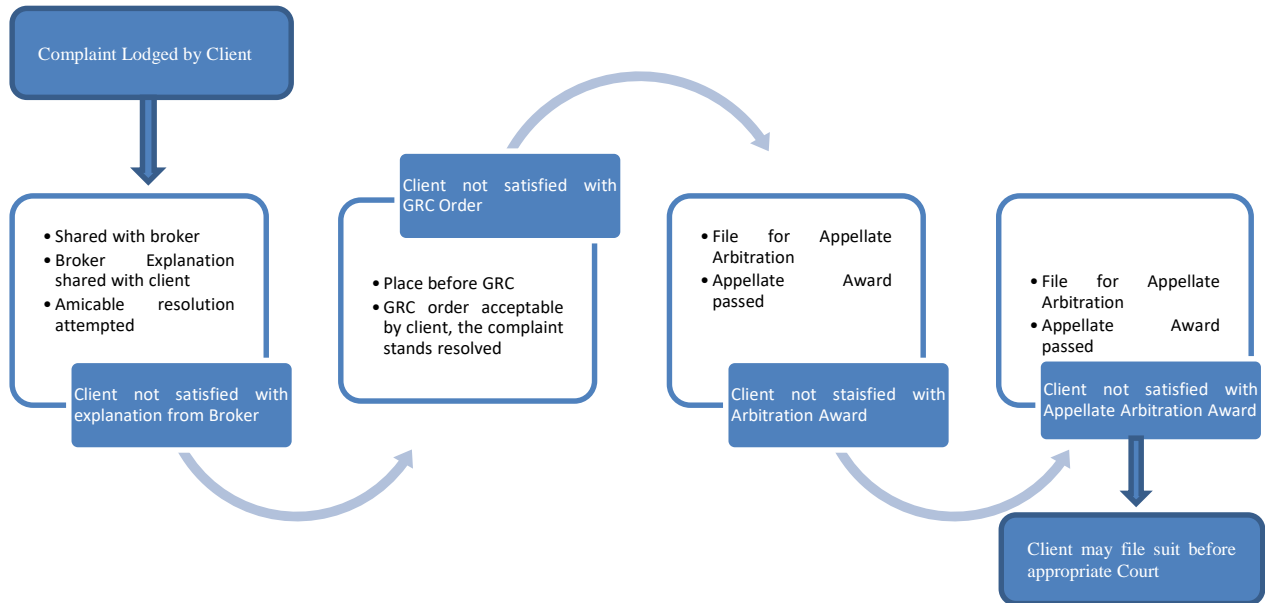 Complaint Lodged by Client
• Shared with broker
• Broker Explanation
shared with client
• Amicable resolution
attempted
Client not satisfied with
explanation from Broker
Client not satisfied with
GRC Order
• Place before GRC
• GRC order acceptable
by client, the complaint
stands resolved
• File for Appellate
Arbitration
• Appellate Award
passed
Client not staisfied with
Arbitration Award
• File for Appellate
Arbitration
• Appellate Award
passed
Client not satisfied with
Appellate Arbitration Award
Client may file suit before
appropriate Court